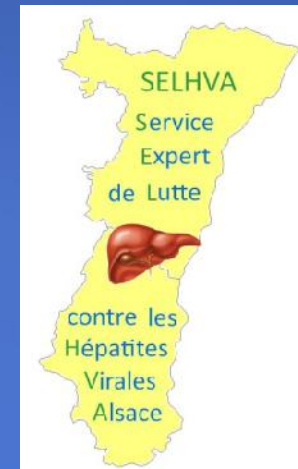 SELHVA
Service
Expert
de Lutte
contre les
Hépatites
Virales
Alsace